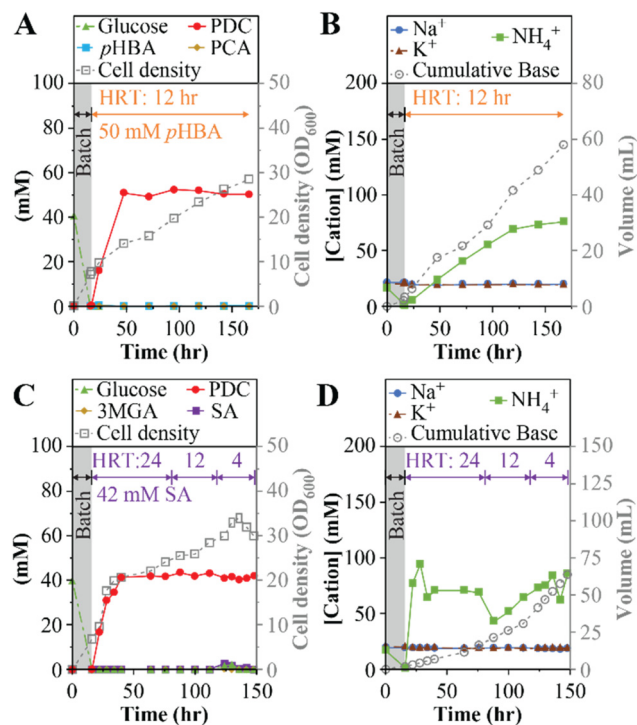 A
Glucose PDC
pHBA PCA
Cell density
100 50
HRT: 12 hr
50 mM pHBA
Batch
80 40
60 30
40 20
20 10
0 0
(mM)
Cell density (OD600)
0 50 100 150
Time (hr)
B
Na+ NH4+
K+
Cumulative Base
200 80
HRT: 12 hr
Batch
150 60
100 40
50 20
0 0
[Cation] (mM)
Volume (mL)
0 50 100 150
Time (hr)
C
Glucose PDC
3MGA SA
Cell density
100 50
HRT:24 12 4
42 mM SA
Batch
80 40
60 30
40 20
20 10
0 0
(mM)
Cell density (OD600)
0 50 100 150
Time (hr)
D
Na+ NH4+
K+
Cumulative Base
200 150
HRT: 24 12 4
Batch
125
150
100
100 75
50
50
25
0 0
[Cation] (mM)
Volume (mL)
0 50 100 150
Time (hr)